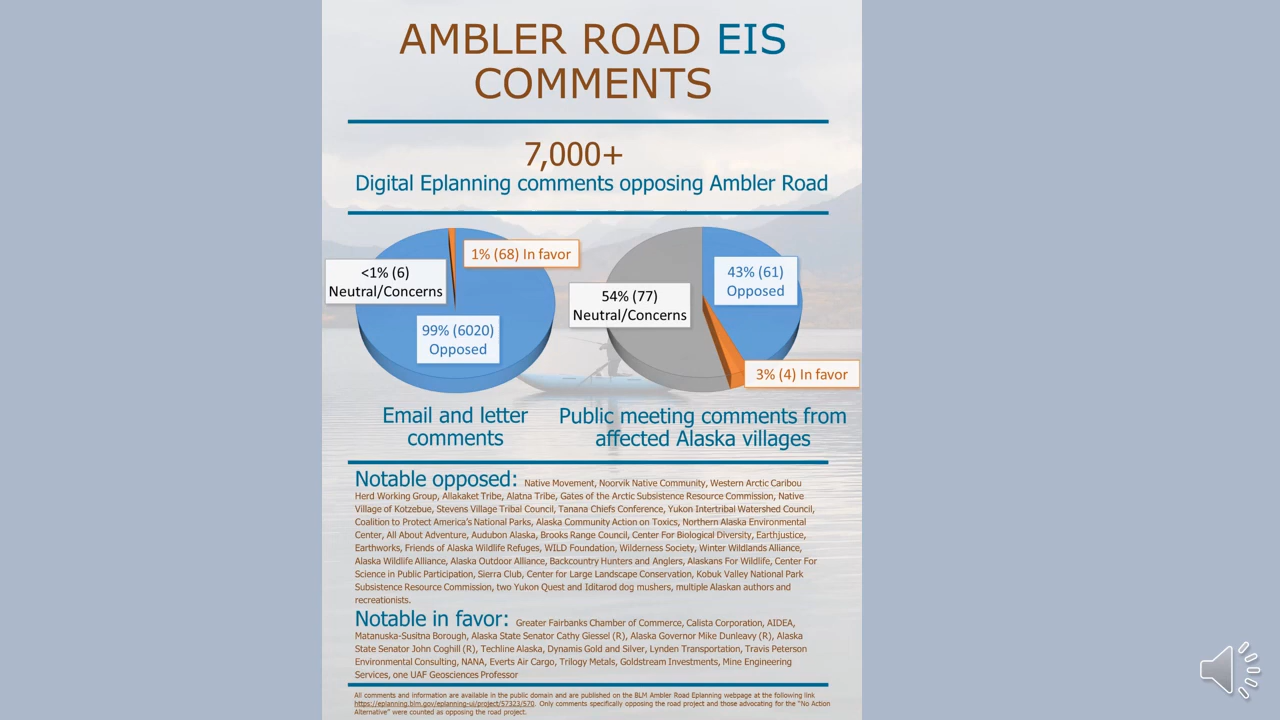 AMBLER ROAD EIS
COMMENTS
7,000+
Digital Eplanning comments opposing Ambler Road
1% (68) In favor
<1% (6)
Neutral/Concerns
99% (6020)
Opposed
43% (61)
Opposed
54% (77)
Neutral/Concerns
3% (4) In favor
Email and letter
comments
Public meeting comments from
affected Alaska villages
Notable opposed: Native Movement, Noorvik Native Community, Western Arctic Caribou
Herd Working Group, Allakaket Tribe, Alatna Tribe, Gates of the Arctic Subsistence Resource Commission, Native
Village of Kotzebue, Stevens Village Tribal Council, Tanana Chiefs Conference, Yukon Intertribal Watershed Council,
Coalition to Protect America's National Parks, Alaska Community Action on Toxics, Northern Alaska Environmental
Center, All About Adventure, Audubon Alaska, Brooks Range Council, Center For Biological Diversity, Earthjustice,
Earthworks, Friends of Alaska Wildlife Refuges, WILD Foundation, Wilderness Society, Winter Wildlands Alliance,
Alaska Wildlife Alliance, Alaska Outdoor Alliance, Backcountry Hunters and Anglers, Alaskans For Wildlife, Center For
Science in Public Participation, Sierra Club, Center for Large Landscape Conservation, Kobuk Valley National Park
Subsistence Resource Commission, two Yukon Quest and Iditarod dog mushers, multiple Alaskan authors and
recreationists.
Notable in favor: Greater Fairbanks Chamber of Commerce, Calista Corporation, AIDEA,
Matanuska-Susitna Borough, Alaska State Senator Cathy Giessel (R), Alaska Governor Mike Dunleavy (R), Alaska
State Senator John Coghill (R), Techline Alaska, Dynamis Gold and Silver, Lynden Transportation, Travis Peterson
Environmental Consulting, NANA, Everts Air Cargo, Trilogy Metals, Goldstream Investments, Mine Engineering
Services, one UAF Geosciences Professor
All comments and information are available in the public domain and are published on the BLM Ambler Road Eplanning webpage at the following link
https://eplanning.blm.gov/eplanning-ui/project/57323/570. Only comments specifically opposing the road project and those advocating for the "No Action
Alternative" were counted as opposing the road project.